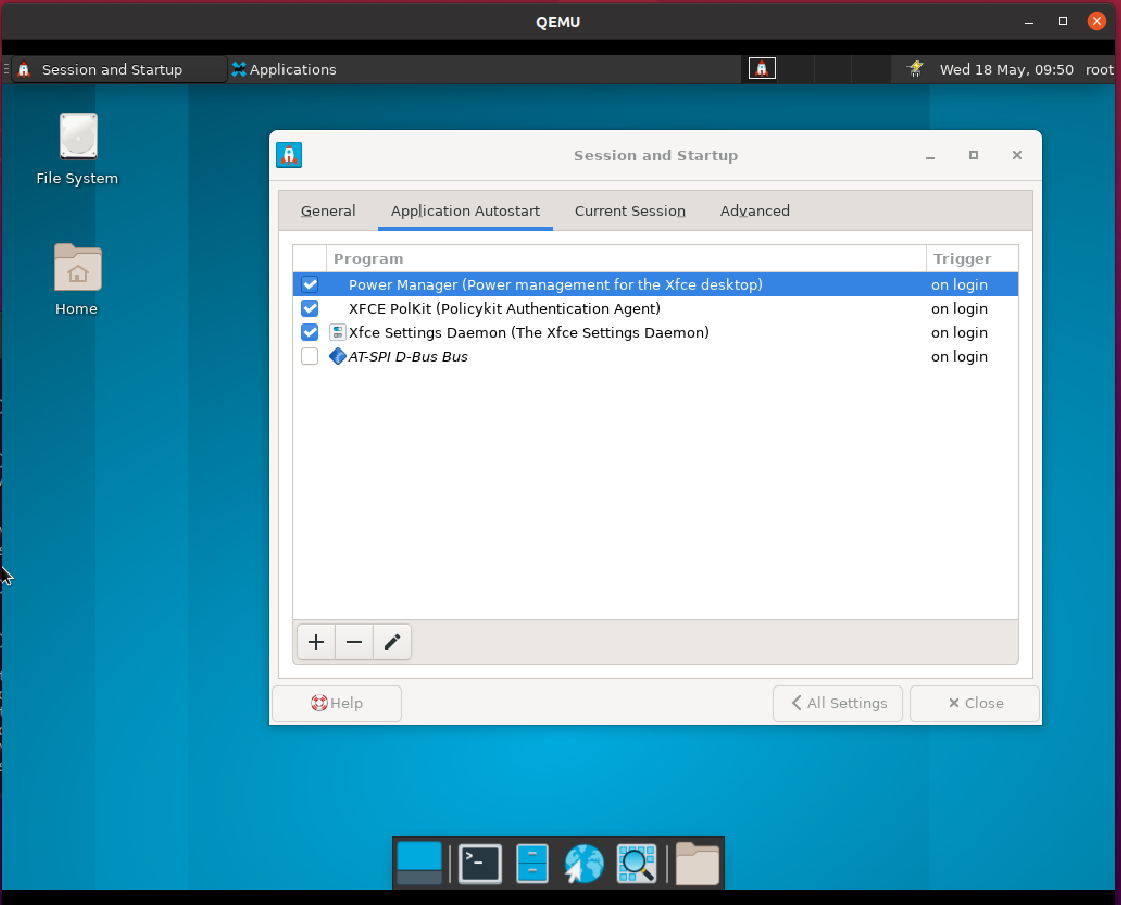 QEMU
Session and Startup
Applications
Wed 18 May, 09:50
root
File System
Home
Session and Startup
General
Application Autostart
Current Session
Advanced
Program
Trigger
Power Manager (Power management for the Xfce desktop)
on login
XFCE PolKit (Policykit Authentication Agent)
on login
Xfce Settings Daemon (The Xfce Settings Daemon)
on login
AT-SPI D-Bus Bus
on login
Help
All Settings
Close